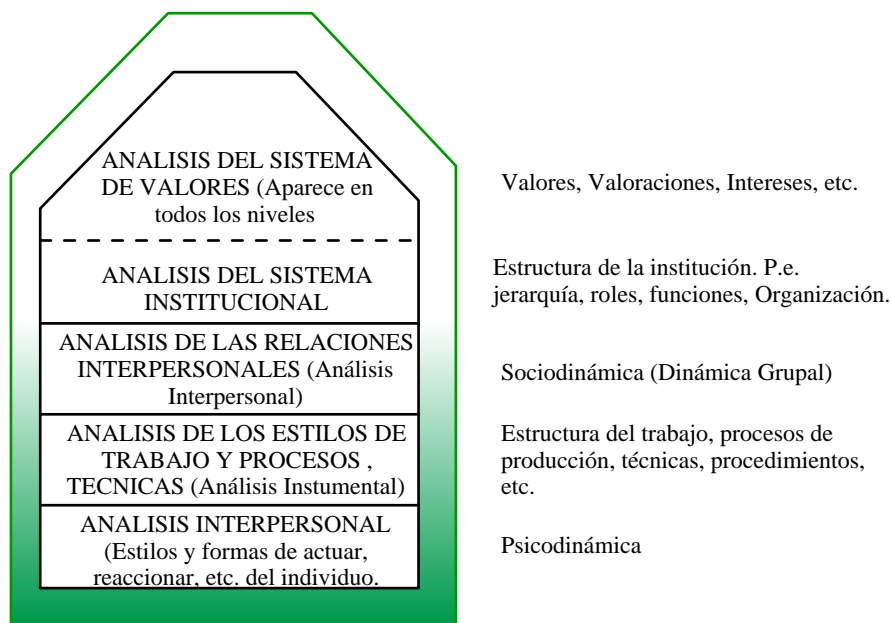 ANALISIS DEL SISTEMA
DE VALORES (Aparece en
todos los niveles
Valores, Valoraciones, Intereses, etc.
ANALISIS DEL SISTEMA
INSTITUCIONAL
Estructura de la institución. P.e.
jerarquía, roles, funciones, Organización.
ANALISIS DE LAS RELACIONES
INTERPERSONALES (Análisis
Interpersonal)
Sociodinámica (Dinámica Grupal)
ANALISIS DE LOS ESTILOS DE
TRABAJO Y PROCESOS ,
TECNICAS (Análisis Instumental)
Estructura del trabajo, procesos de
producción, técnicas, procedimientos,
etc.
ANALISIS INTERPERSONAL
(Estilos y formas de actuar,
reaccionar, etc. del individuo.
Psicodinámica